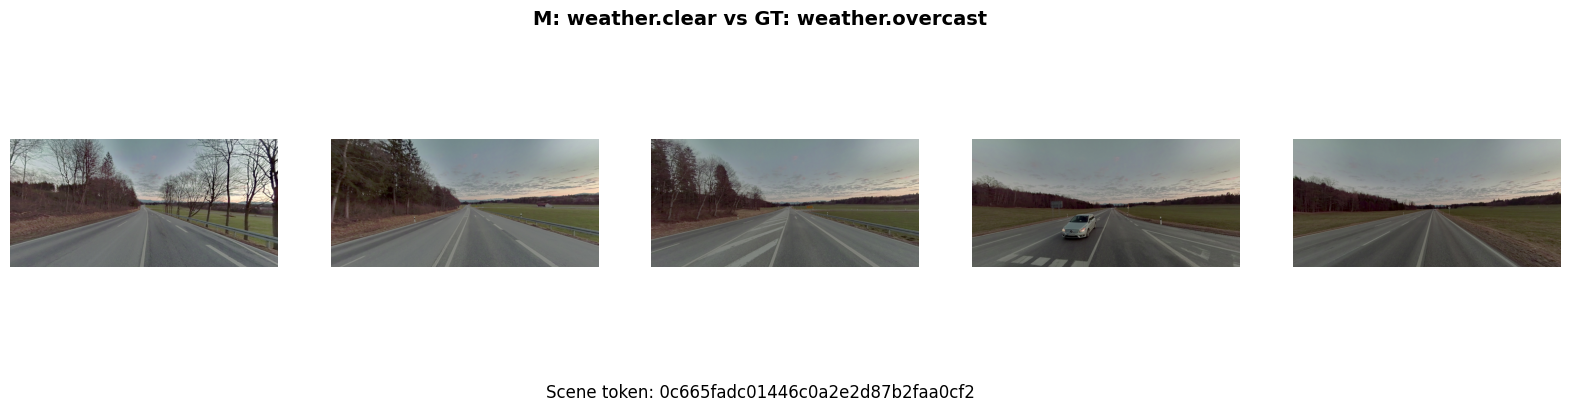 M: weather.clear vs GT: weather.overcast
Scene token: 0c665fadc01446c0a2e2d87b2faa0cf2